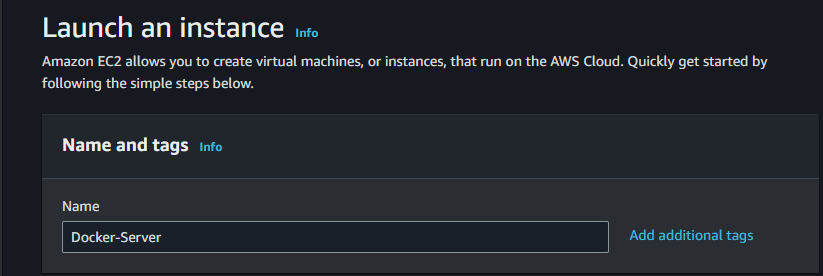 Launch an instance Info
Amazon EC2 allows you to create virtual machines, or instances, that run on the AWS Cloud. Quickly get started by
following the simple steps below.
Name and tags Info
Name
Docker-Server Add additional tags